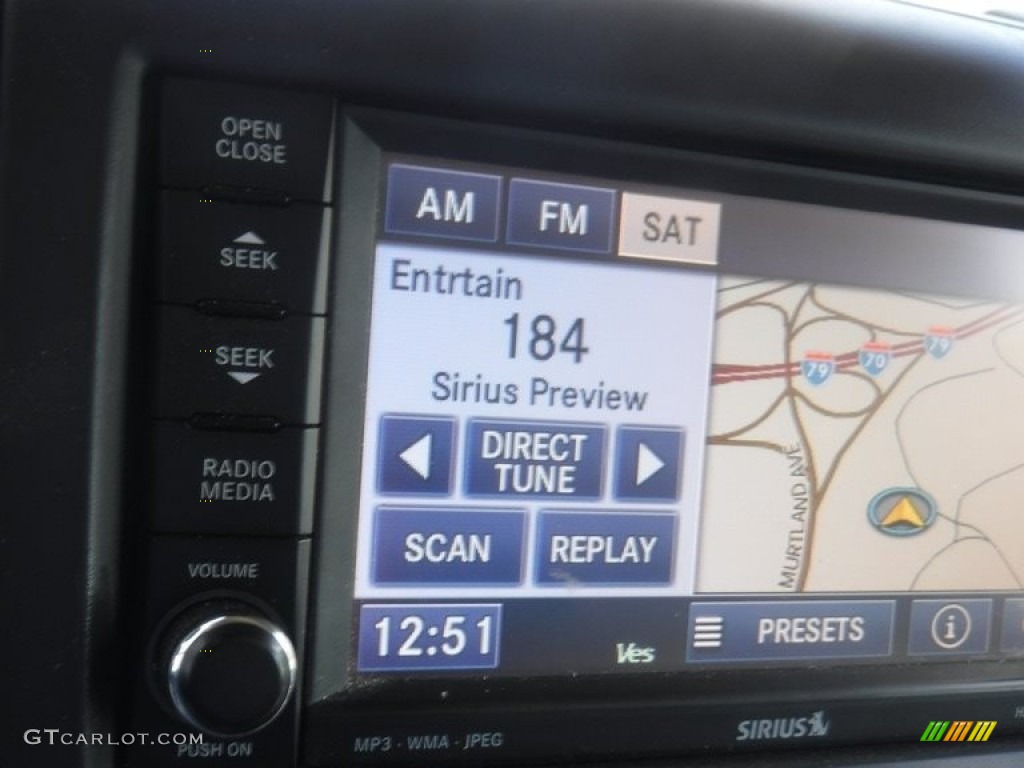 OPEN
CLOSE
SEEK
SEEK
RADIO
MEDIA
VOLUME
PUSH ON
AM FM SAT
Entrtain
184
Sirius Preview
DIRECT
TUNE
SCAN REPLAY
79 70 79
MURTLAND AVE
12:51
Ves
PRESETS
i
MP3 - WMA - JPEG
SIRIUS
GTCARLOT.COM